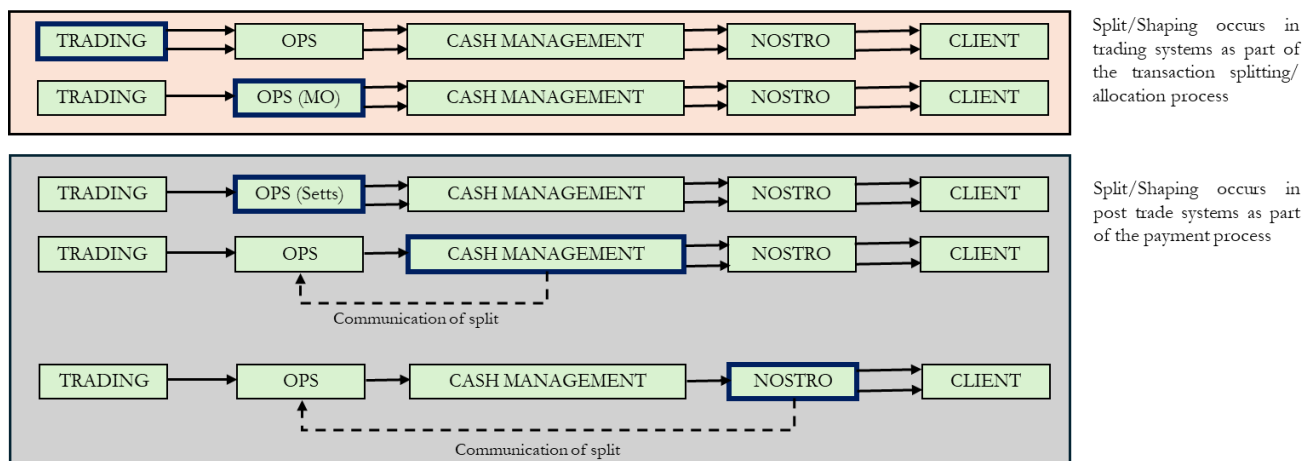 TRADING OPS CASH MANAGEMENT NOSTRO CLIENT
TRADING OPS (MO) CASH MANAGEMENT NOSTRO CLIENT
Split/Shaping occurs in
trading systems as part of
the transaction splitting/
allocation process
TRADING OPS (Setts) CASH MANAGEMENT NOSTRO CLIENT
TRADING OPS CASH MANAGEMENT NOSTRO CLIENT
Communication of split
TRADING OPS CASH MANAGEMENT NOSTRO CLIENT
Communication of split
Split/Shaping occurs in
post trade systems as part
of the payment process